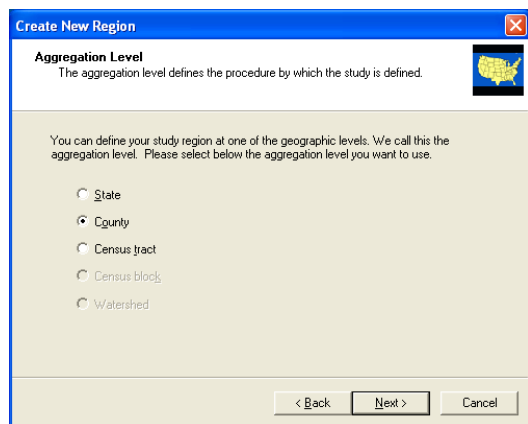 Create New Region
Aggregation Level
The aggregation level defines the procedure by which the study is defined.
You can define your study region at one of the geographic levels. We call this the
aggregation level. Please select below the aggregation level you want to use.
State
County
Census tract
Census block
Watershed
< Back
Next >
Cancel